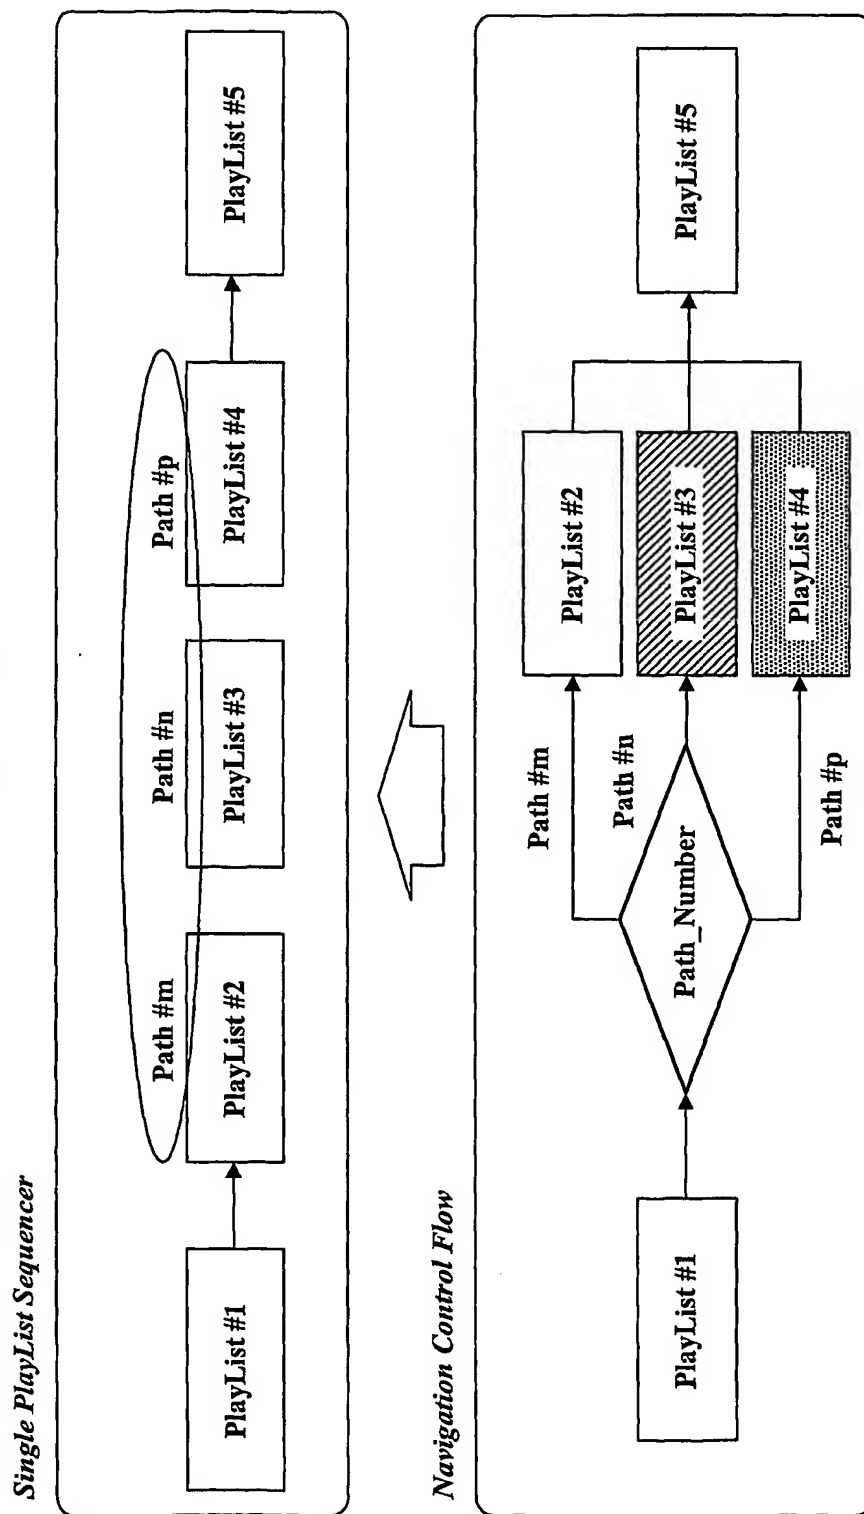 Single PlayList Sequencer
Path #m
Path #n
Path #p
PlayList #1
PlayList #2
PlayList #3
PlayList #4
PlayList #5
Navigation Control Flow
PlayList #1
Path_Number
Path #m
Path #n
Path #p
PlayList #2
PlayList #3
PlayList #4
PlayList #5